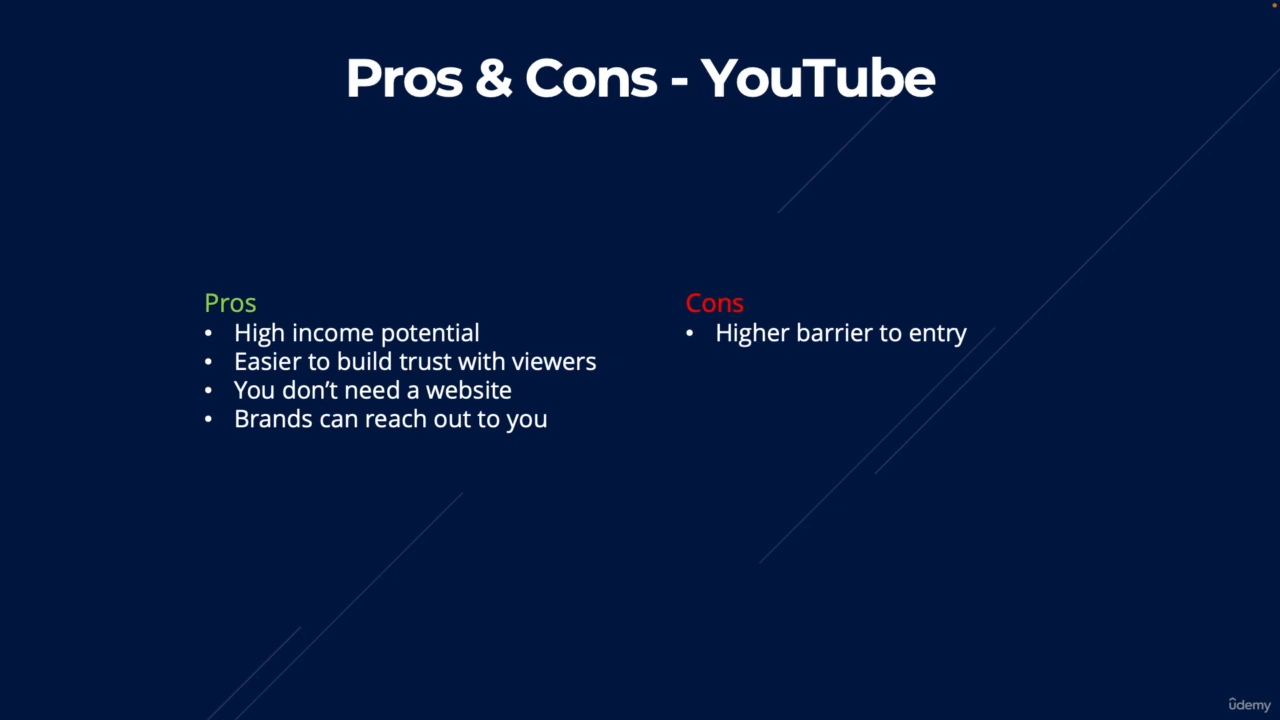 Pros & Cons - YouTube
Pros
• High income potential
• Easier to build trust with viewers
• You don’t need a website
• Brands can reach out to you
Cons
• Higher barrier to entry
ûdemy